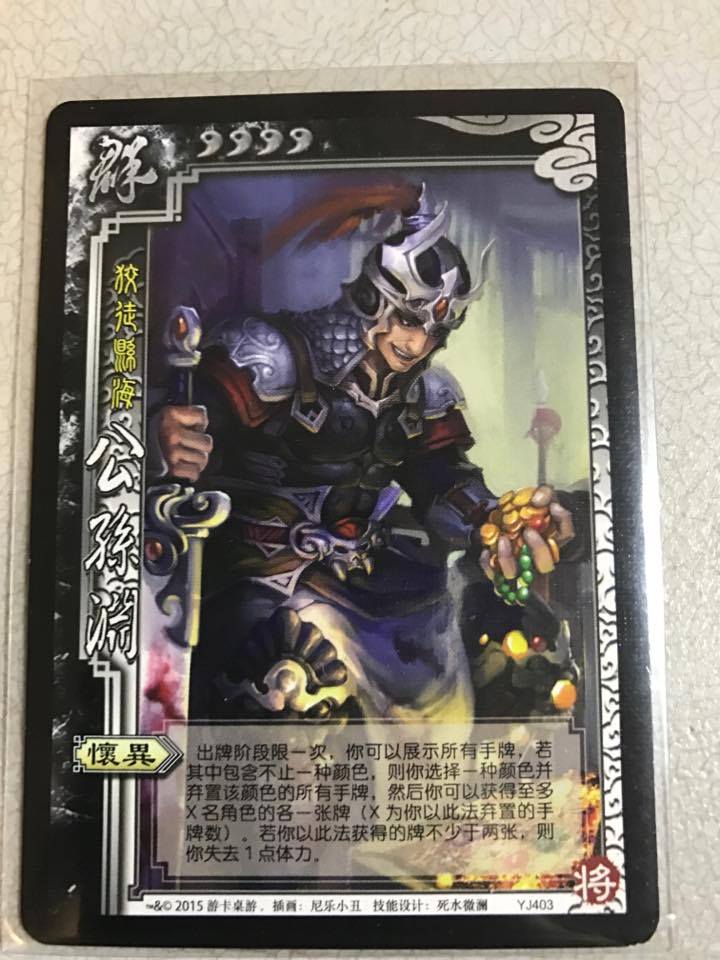 群
狡徒縣海
公孫淵
懷異
出牌阶段限一次，你可以展示所有手牌，若
其中包含不止一种颜色，则你选择一种颜色并
弃置该颜色的所有手牌，然后你可以获得至多
X名角色的各一张牌（X为你以此法弃置的手
牌数）。若你以此法获得的牌不少于两张，则
你失去1点体力。
将
™&© 2015 游卡桌游．插画：尼乐小丑 技能设计：死水微澜 YJ403